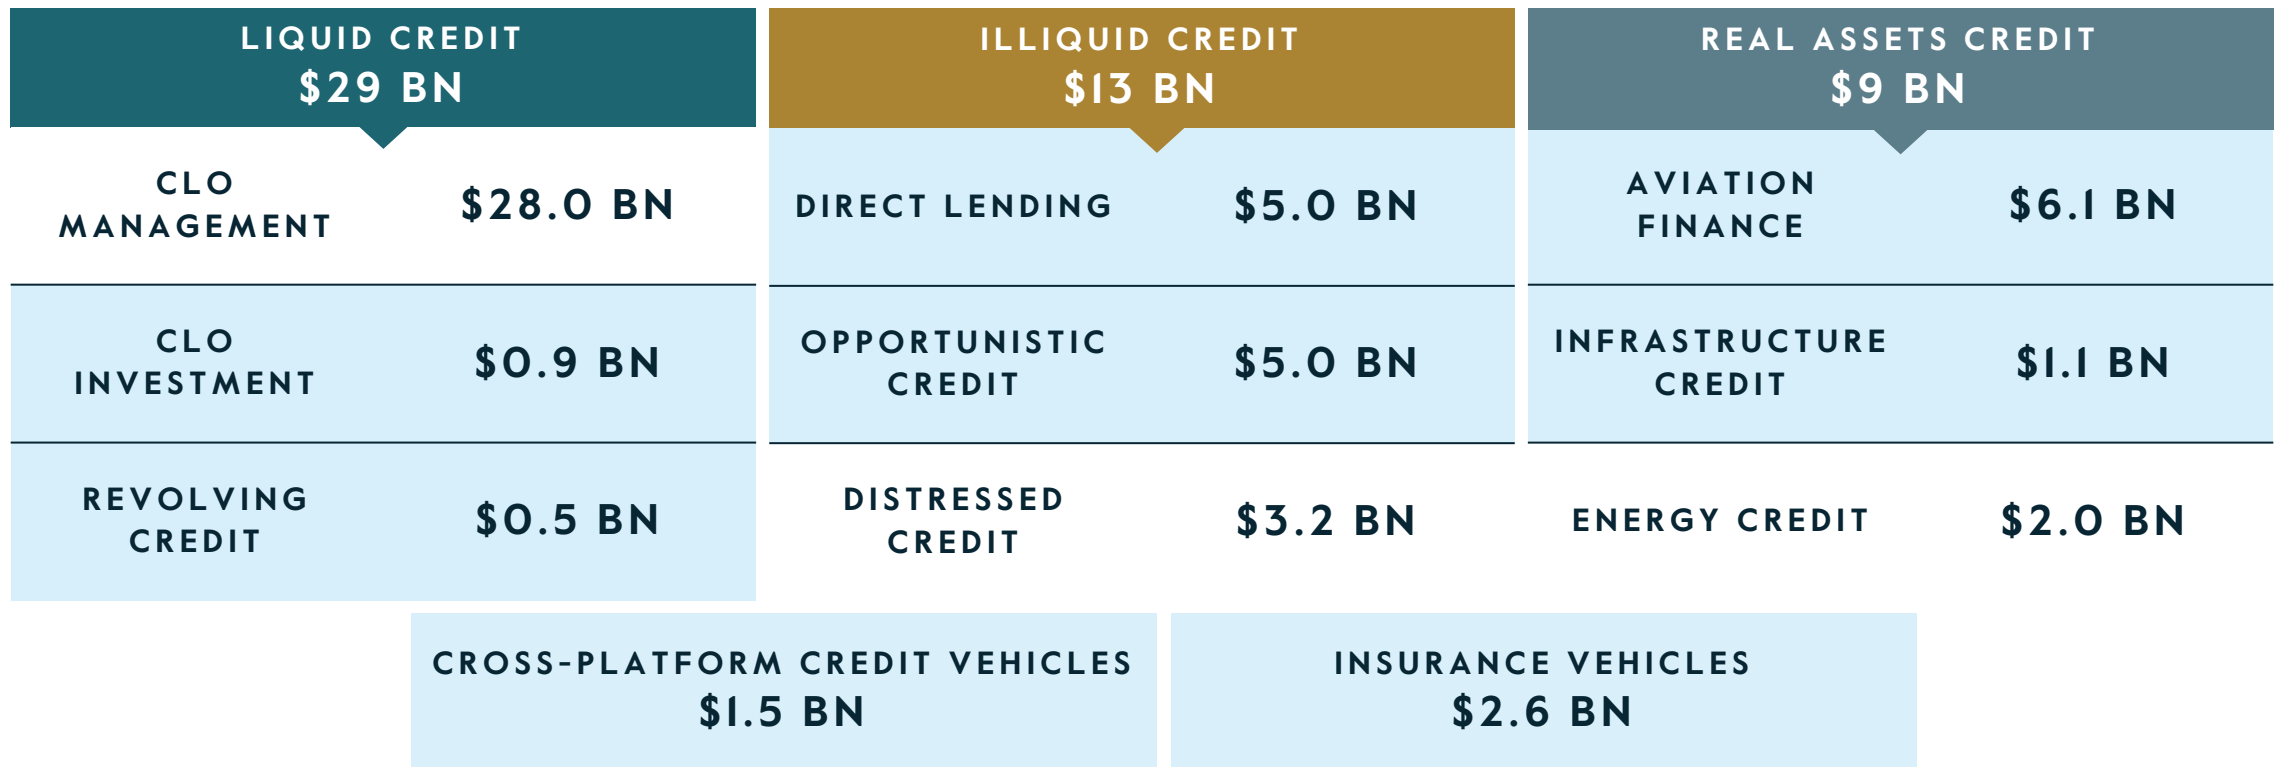 LIQUID CREDIT
$29 BN
CLO
MANAGEMENT
$28.0 BN
CLO
INVESTMENT
$0.9 BN
REVOLVING
CREDIT
$0.5 BN
ILLIQUID CREDIT
$13 BN
DIRECT LENDING
$5.0 BN
OPPORTUNISTIC
CREDIT
$5.0 BN
DISTRESSED
CREDIT
$3.2 BN
REAL ASSETS CREDIT
$9 BN
AVIATION
FINANCE
$6.1 BN
INFRASTRUCTURE
CREDIT
$1.1 BN
ENERGY CREDIT
$2.0 BN
CROSS-PLATFORM CREDIT VEHICLES
$1.5 BN
INSURANCE VEHICLES
$2.6 BN